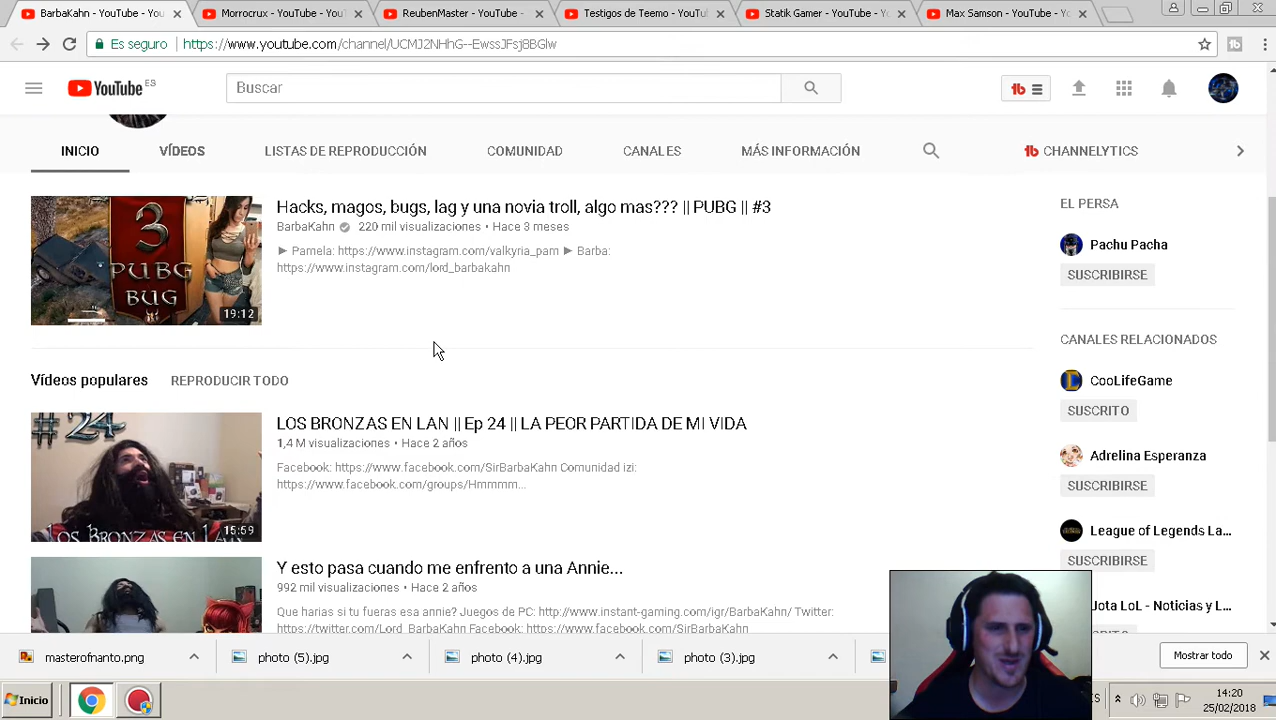 BarbaKahn - YouTube
Morrocrux - YouTube
ReubenMaster - YouTube
Testigos de Teemo - YouTube
Statik Gamer - YouTube
Max Samson - YouTube
Es seguro
https://www.youtube.com/channel/UCMJ2NHhG--EwssJFsj8BGlw
YouTube ES
Buscar
INICIO
VÍDEOS
LISTAS DE REPRODUCCIÓN
COMUNIDAD
CANALES
MÁS INFORMACIÓN
CHANNELYTICS
3
PUBG
BUG
19:12
Hacks, magos, bugs, lag y una novia troll, algo mas??? || PUBG || #3
BarbaKahn 220 mil visualizaciones • Hace 3 meses
► Pamela: https://www.instagram.com/valkyria_pam ► Barba:
https://www.instagram.com/lord_barbakahn
EL PERSA
Pachu Pacha
SUSCRIBIRSE
CANALES RELACIONADOS
CooLifeGame
SUSCRITO
Adrelina Esperanza
SUSCRIBIRSE
League of Legends La...
SUSCRIBIRSE
Jota LoL - Noticias y L...
Vídeos populares
REPRODUCIR TODO
# 24
LOS BRONZAS EN LAN
15:59
LOS BRONZAS EN LAN || Ep 24 || LA PEOR PARTIDA DE MI VIDA
1,4 M visualizaciones • Hace 2 años
Facebook: https://www.facebook.com/SirBarbaKahn Comunidad izi:
https://www.facebook.com/groups/Hmmmm...
Y esto pasa cuando me enfrento a una Annie...
992 mil visualizaciones • Hace 2 años
Que harias si tu fueras esa annie? Juegos de PC: http://www.instant-gaming.com/igr/BarbaKahn/ Twitter:
https://twitter.com/Lord_BarbaKahn Facebook: https://www.facebook.com/SirBarbaKahn
masterofnanto.png
photo (5).jpg
photo (4).jpg
photo (3).jpg
Mostrar todo
Inicio
14:20
25/02/2018